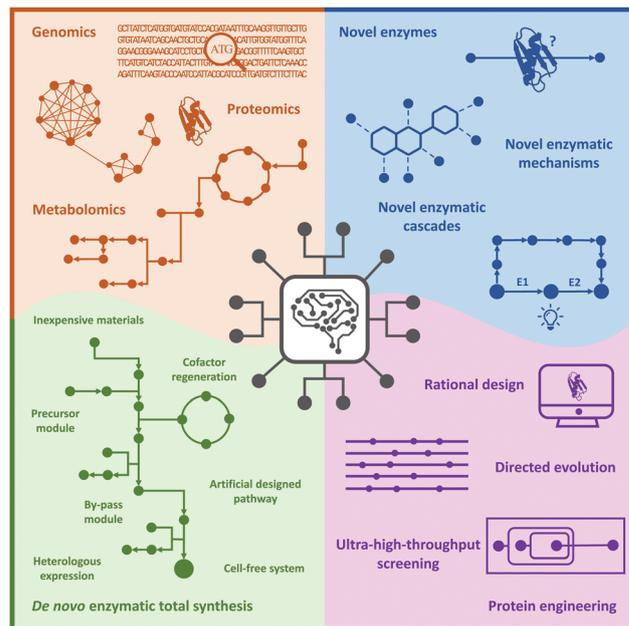 Genomics
GCTTATCTCATGGTGATGTATCCACGATAATTTGCAAGGTTGTTGCTTG
ATG
Proteomics
Metabolomics
Novel enzymes
?
Novel enzymatic
mechanisms
Novel enzymatic
cascades
E1 E2
Inexpensive materials
Cofactor
regeneration
Precursor
module
Artificial designed
pathway
By-pass
module
Heterologous
expression
Cell-free system
De novo enzymatic total synthesis
Rational design
Directed evolution
Ultra-high-throughput
screening
Protein engineering